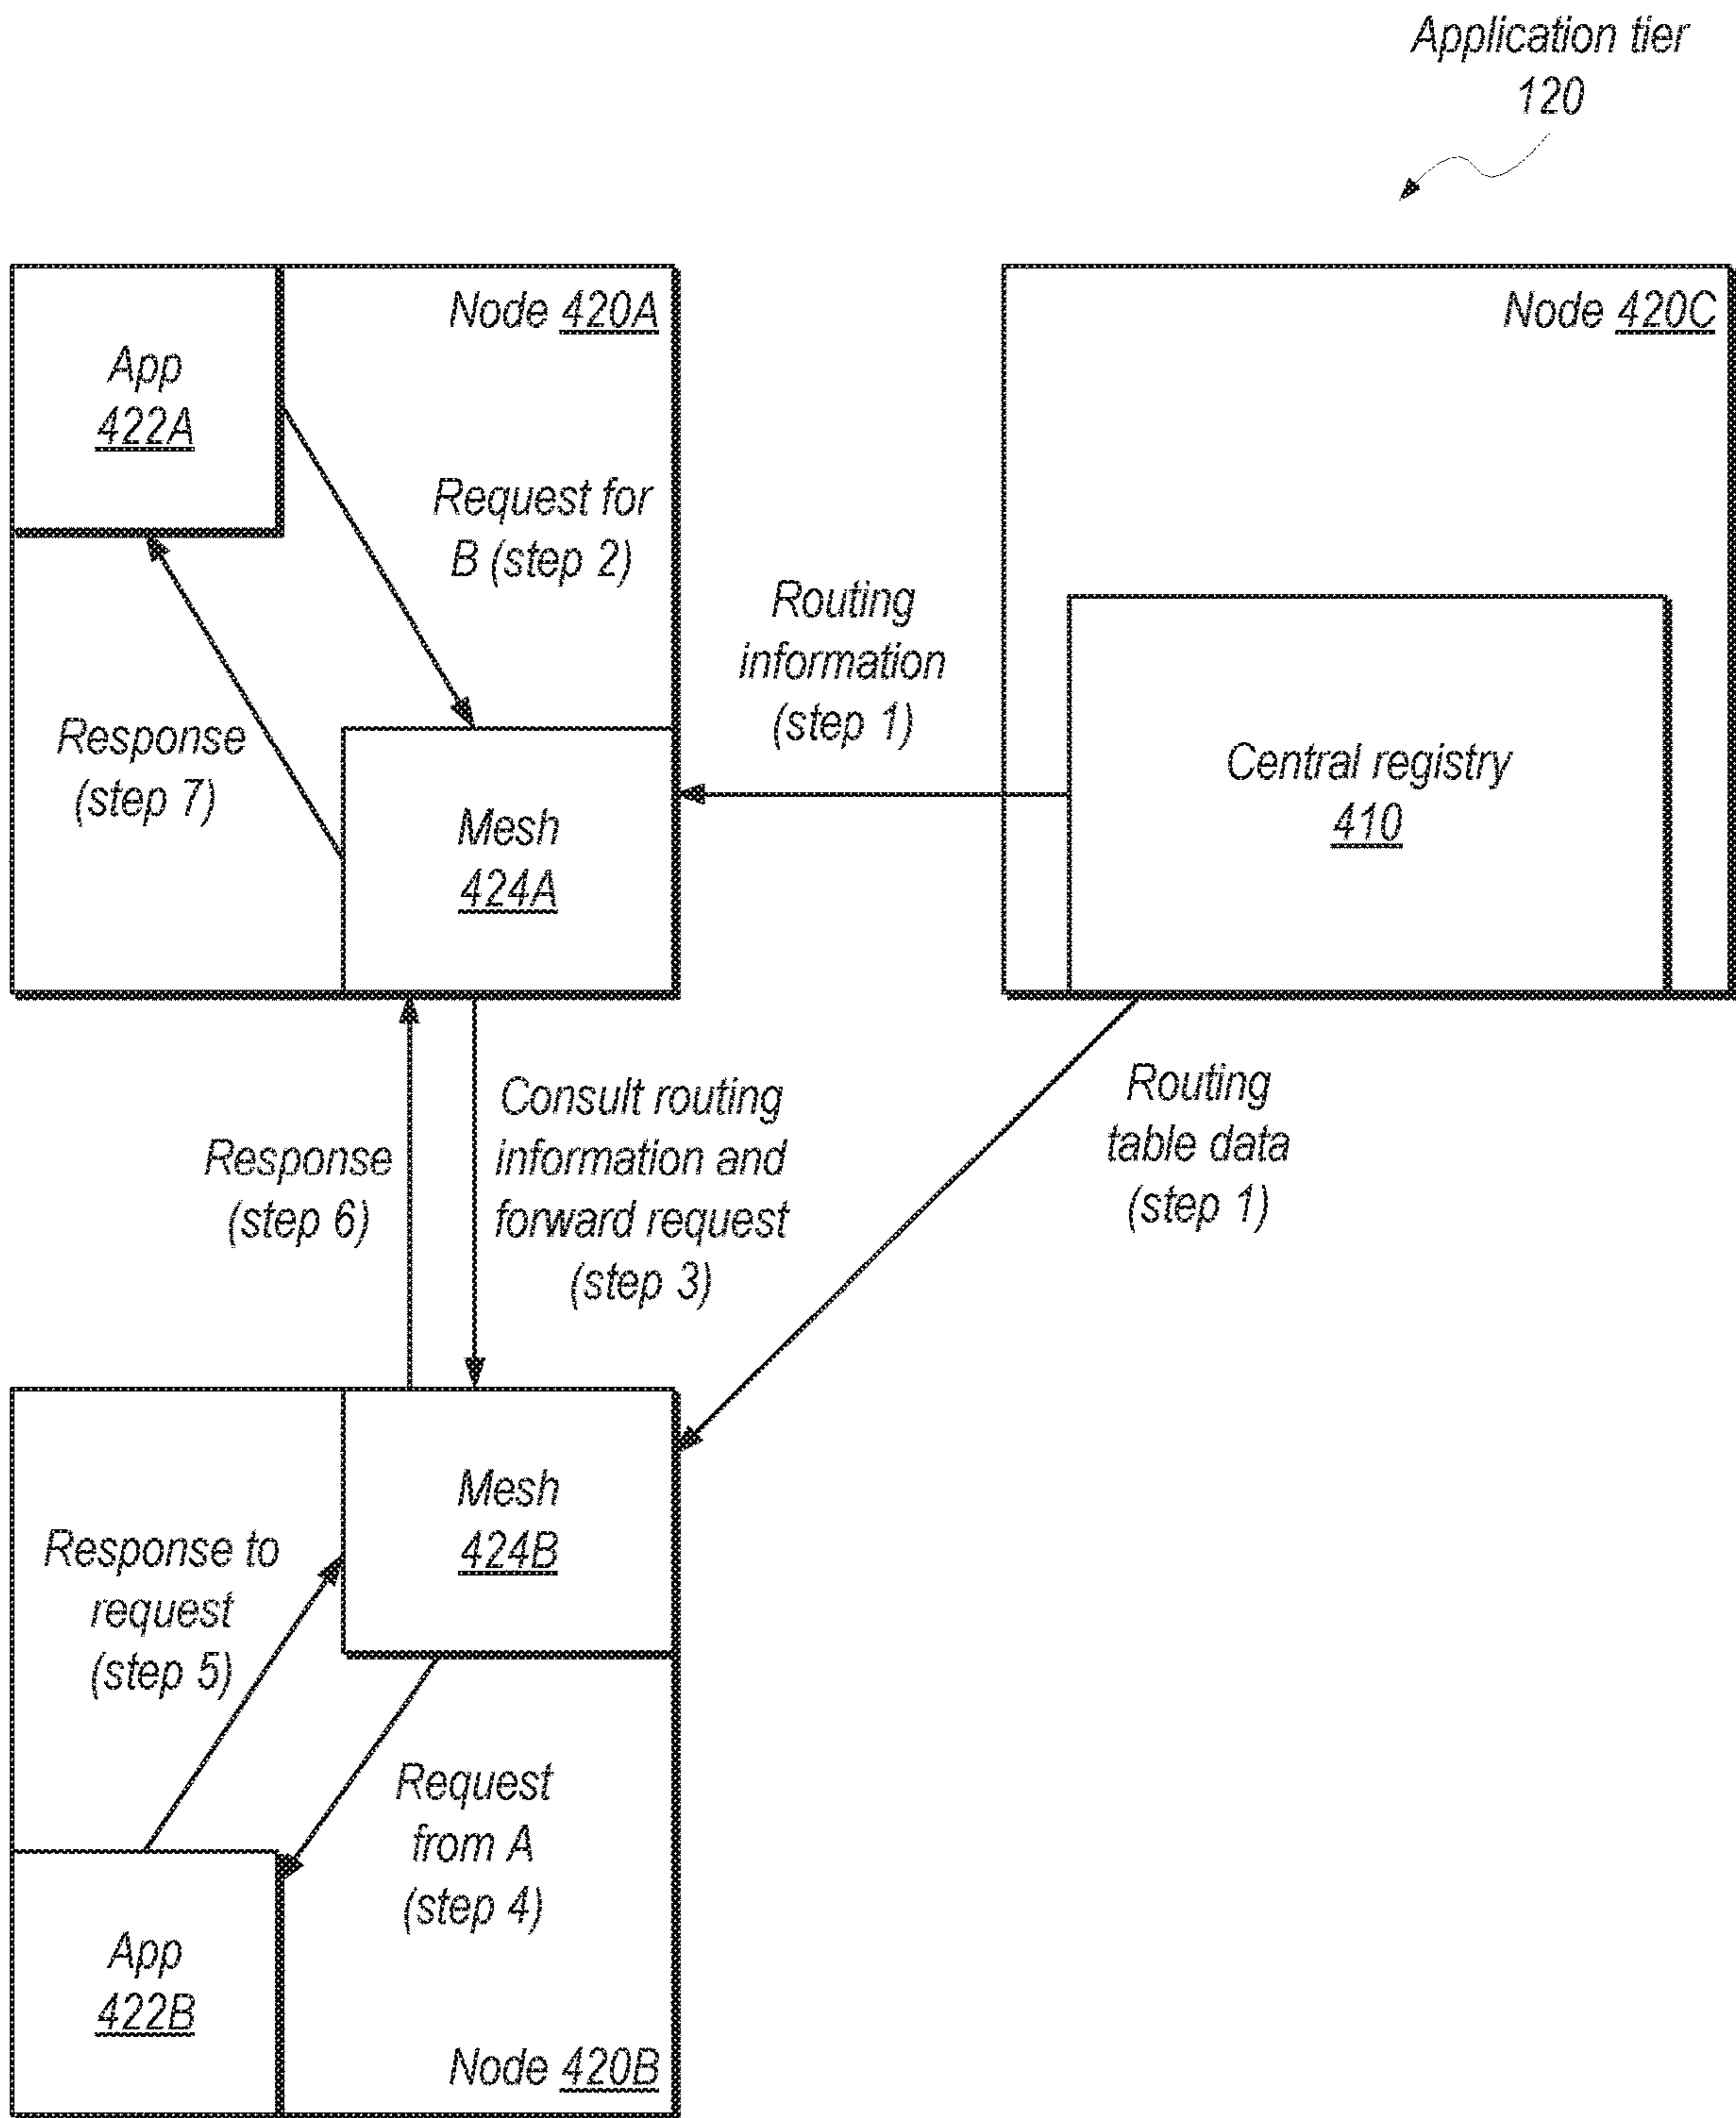 Application tier
120
Node 420A
App
422A
Request for
B (step 2)
Response
(step 7)
Mesh
424A
Routing
information
(step 1)
Node 420C
Central registry
410
Response
(step 6)
Consult routing
information and
forward request
(step 3)
Routing
table data
(step 1)
Mesh
424B
Response to
request
(step 5)
Request
from A
(step 4)
App
422B
Node 420B